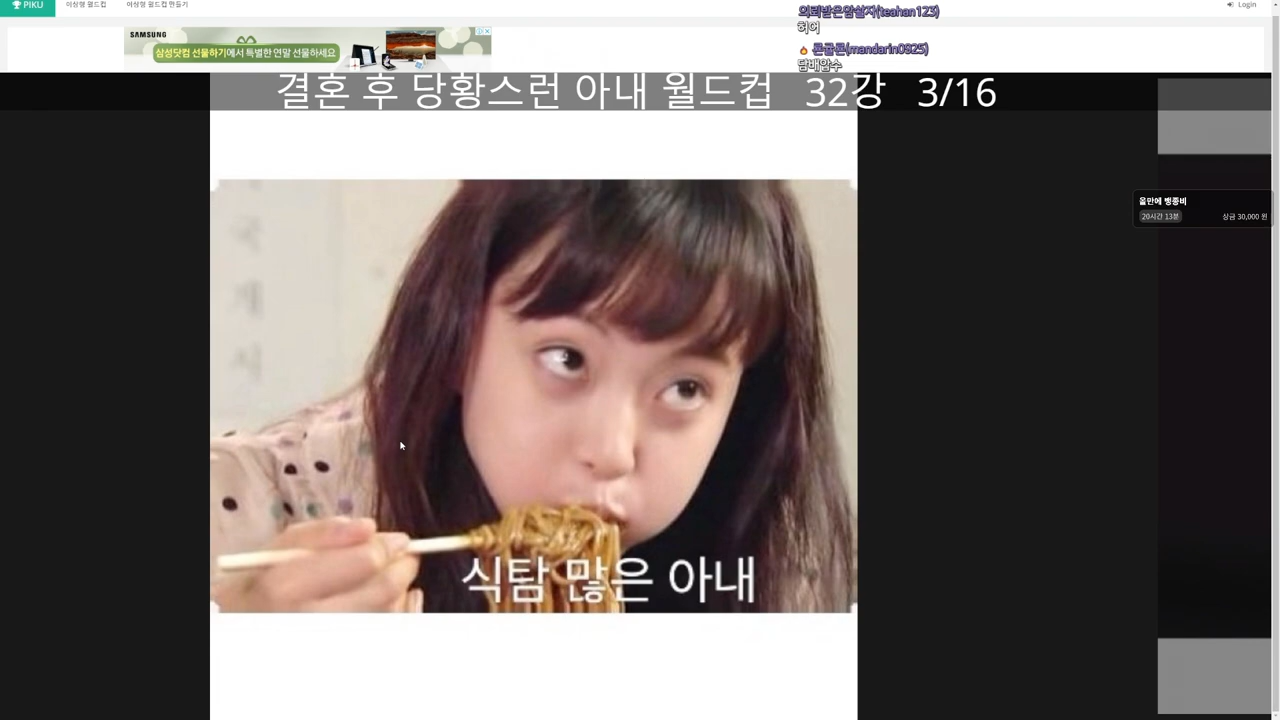 PIKU 이상형 월드컵 이상형 월드컵 만들기
Login
의뢰받은암살자(teahan123)
허어
몬귤몬(mandarin0925)
담배압수
SAMSUNG
삼성닷컴 선물하기에서 특별한 연말 선물하세요
결혼 후 당황스런 아내 월드컵 32강 3/16
올만에 벵종비
20시간 13분 상금 30,000 원
식탐 많은 아내